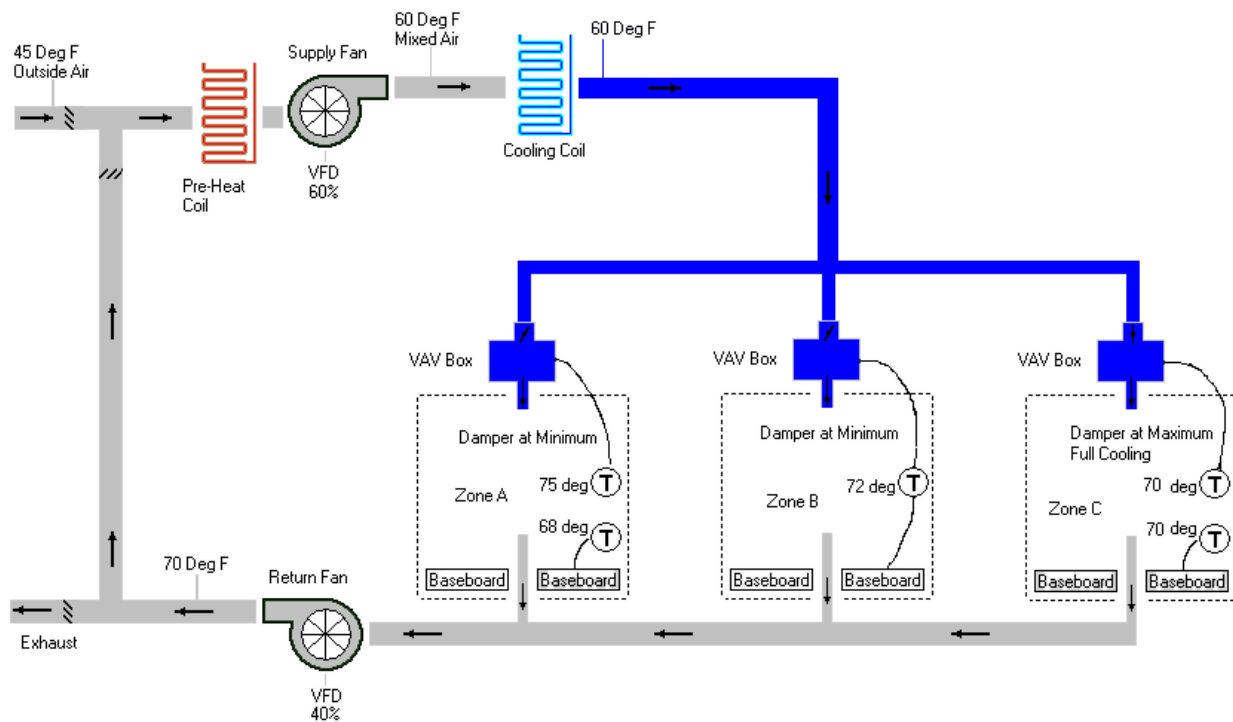 45 Deg F
Outside Air
Supply Fan
60 Deg F
Mixed Air
60 Deg F
Pre-Heat
Coil
VFD
60%
Cooling Coil
VAV Box
VAV Box
VAV Box
Damper at Minimum
75 deg T
Zone A
68 deg T
Baseboard Baseboard
Damper at Minimum
72 deg T
Zone B
Baseboard Baseboard
Damper at Maximum
Full Cooling
70 deg T
Zone C
70 deg T
Baseboard Baseboard
70 Deg F
Return Fan
Exhaust
VFD
40%